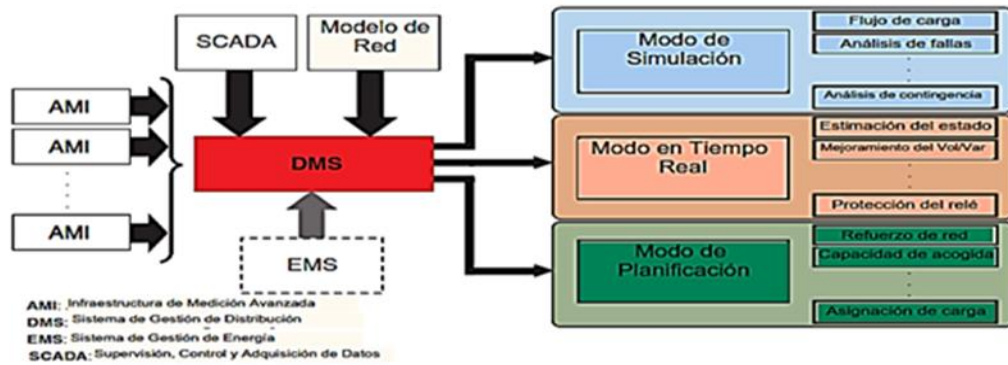 SCADA
Modelo de
Red
AMI
AMI
AMI
DMS
EMS
Modo de
Simulación
Flujo de carga
Análisis de fallas
Análisis de contingencia
Modo en Tiempo
Real
Estimación del estado
Mejoramiento del Vol/Var
Protección del relé
Modo de
Planificación
Refuerzo de red
Capacidad de acogida
Asignación de carga
AMI: Infraestructura de Medición Avanzada
DMS: Sistema de Gestión de Distribución
EMS: Sistema de Gestión de Energía
SCADA: Supervisión, Control y Adquisición de Datos